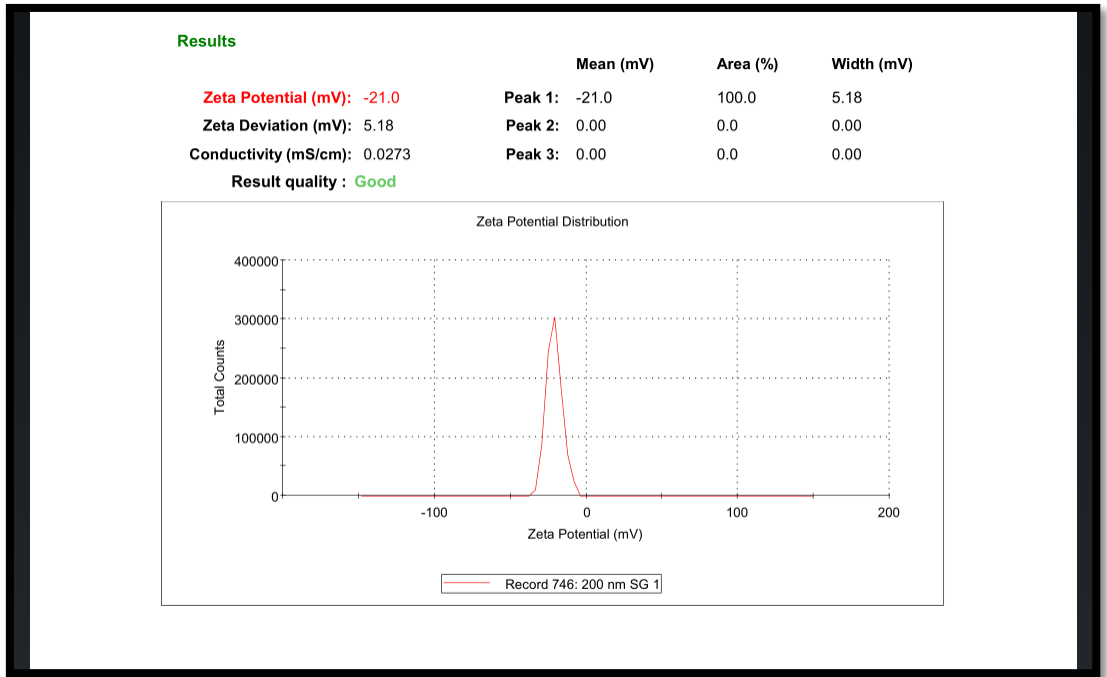 Results
Mean (mV) Area (%) Width (mV)
Zeta Potential (mV): -21.0 Peak 1: -21.0 100.0 5.18
Zeta Deviation (mV): 5.18 Peak 2: 0.00 0.0 0.00
Conductivity (mS/cm): 0.0273 Peak 3: 0.00 0.0 0.00
Result quality : Good
Zeta Potential Distribution
400000
300000
200000
100000
0
Total Counts
-100 0 100 200
Zeta Potential (mV)
Record 746: 200 nm SG 1